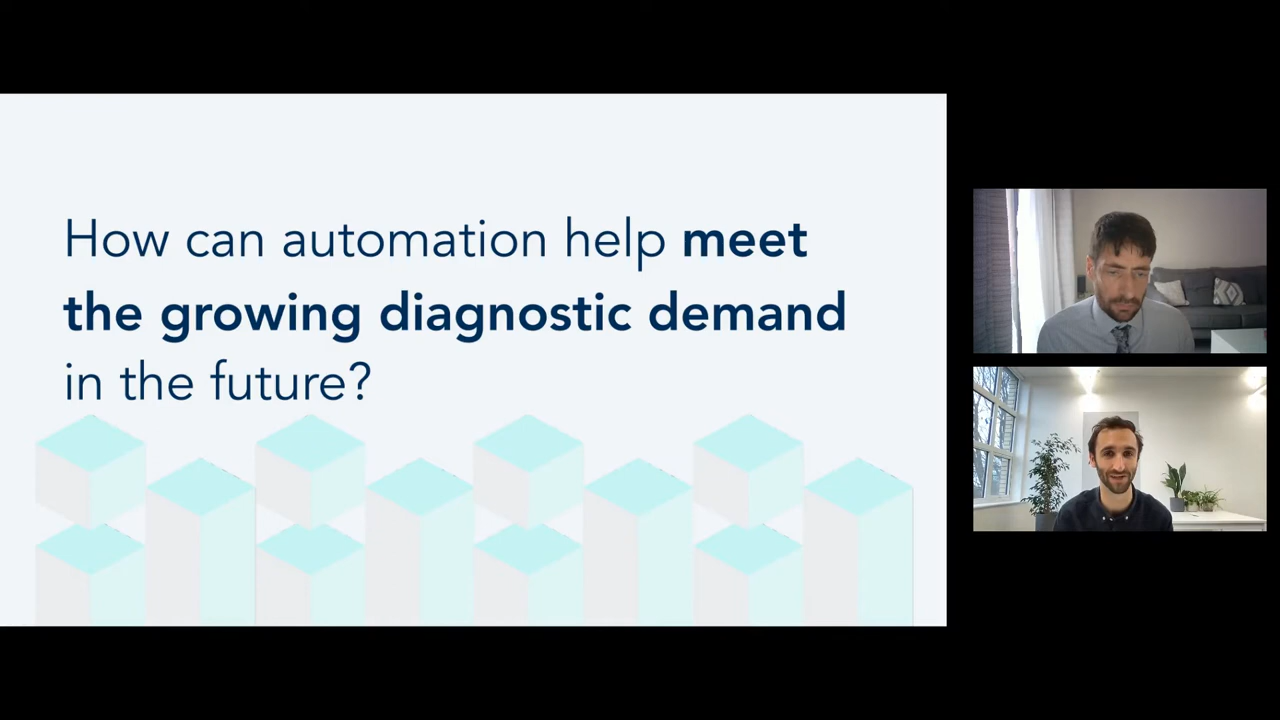 How can automation help meet
the growing diagnostic demand
in the future?